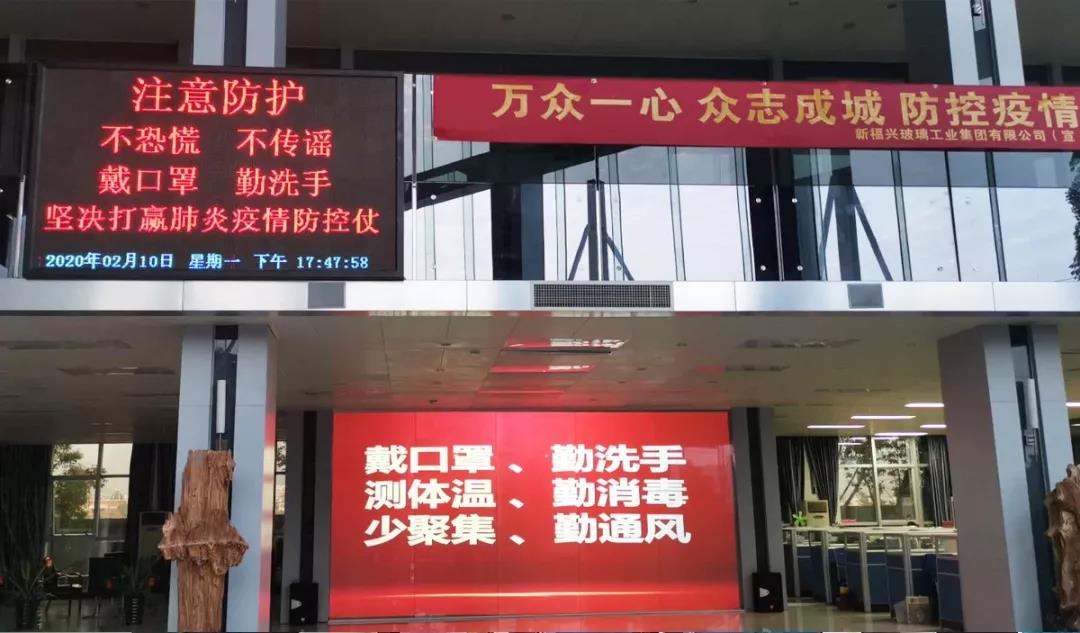 注意防护
不恐慌 不传谣
戴口罩 勤洗手
坚决打赢肺炎疫情防控仗
2020年02月10日 星期一 下午 17:47:58
万众一心 众志成城 防控疫情
新福兴玻璃工业集团有限公司（宣
戴口罩、勤洗手
测体温、勤消毒
少聚集、勤通风